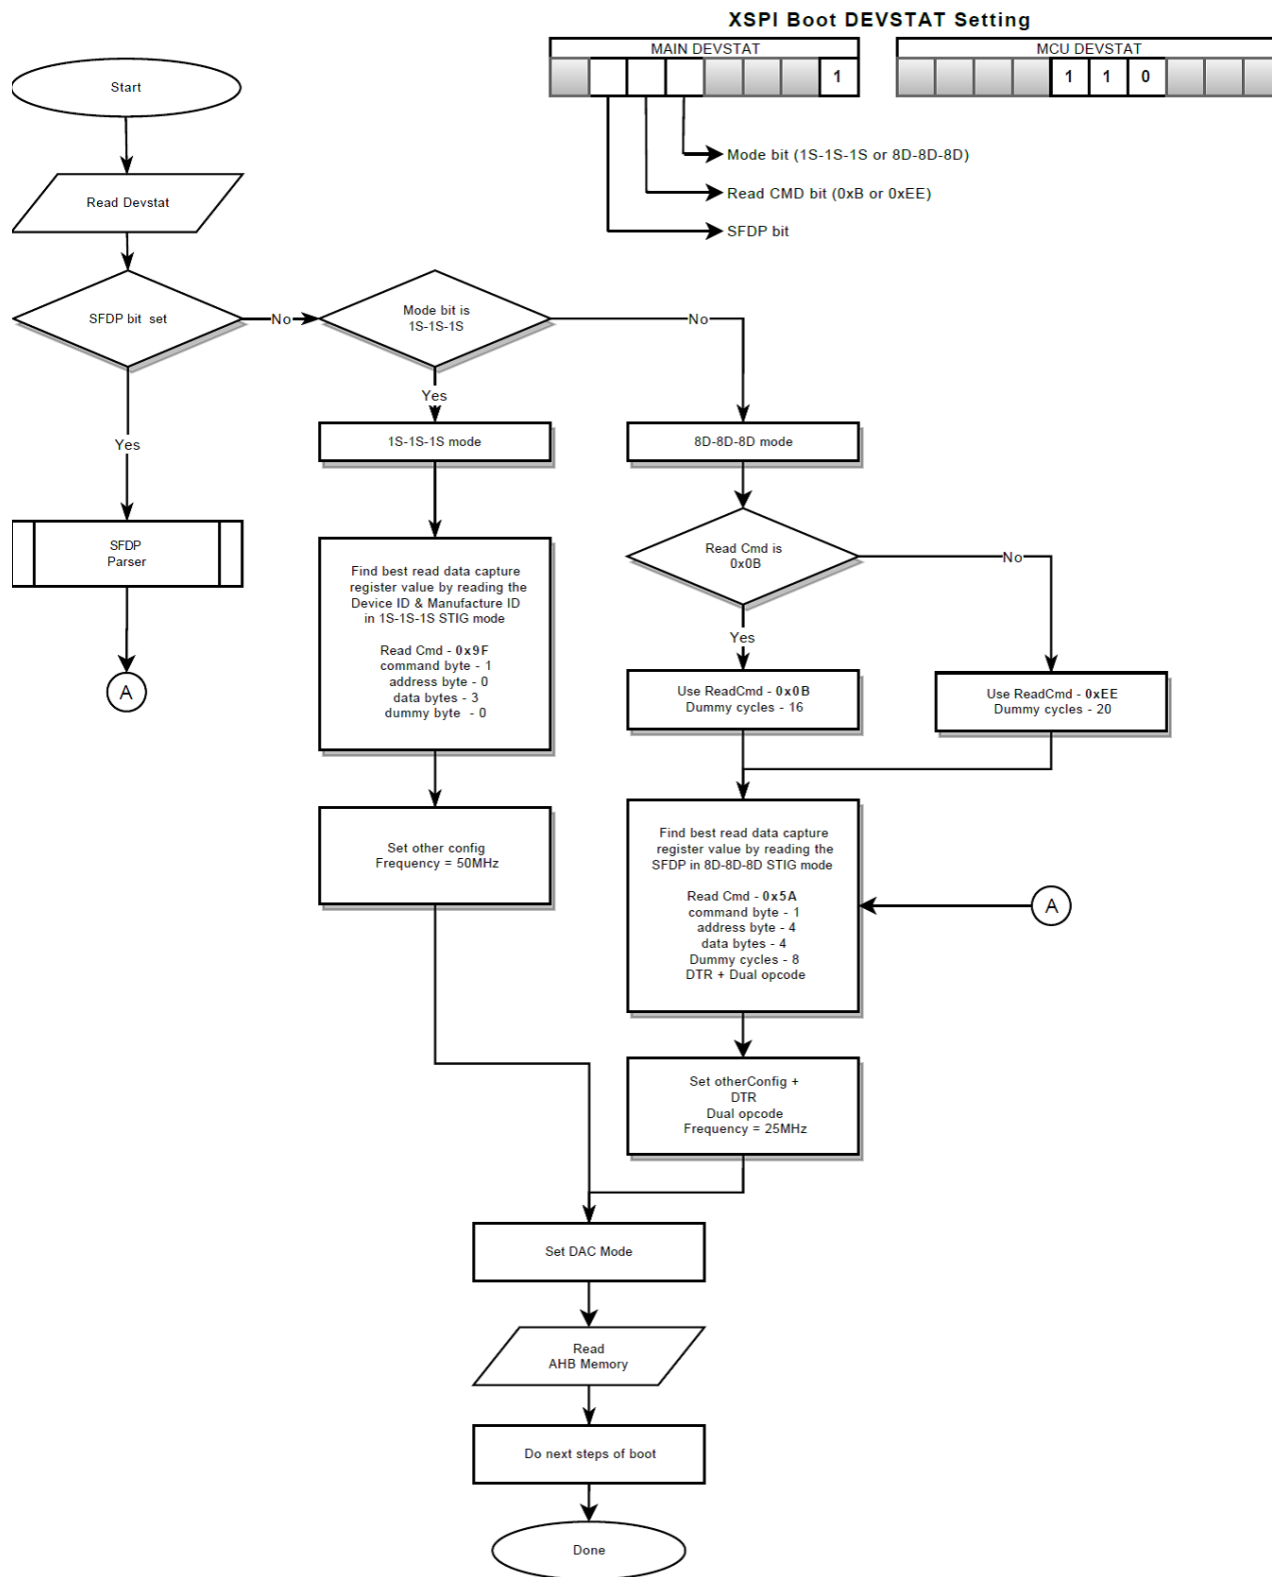 XSPI Boot DEVSTAT Setting
MAIN DEVSTAT
1
MCU DEVSTAT
1 1 0
Mode bit (1S-1S-1S or 8D-8D-8D)
Read CMD bit (0xB or 0xEE)
SFDP bit
Start
Read Devstat
SFDP bit set
No
Mode bit is
1S-1S-1S
No
Yes
Yes
1S-1S-1S mode
8D-8D-8D mode
SFDP
Parser
A
Find best read data capture
register value by reading the
Device ID & Manufacture ID
in 1S-1S-1S STIG mode
Read Cmd - 0x9F
command byte - 1
address byte - 0
data bytes - 3
dummy byte - 0
Read Cmd is
0x0B
No
Yes
Use ReadCmd - 0x0B
Dummy cycles - 16
Use ReadCmd - 0xEE
Dummy cycles - 20
Set other config
Frequency = 50MHz
Find best read data capture
register value by reading the
SFDP in 8D-8D-8D STIG mode
Read Cmd - 0x5A
command byte - 1
address byte - 4
data bytes - 4
Dummy cycles - 8
DTR + Dual opcode
A
Set otherConfig +
DTR
Dual opcode
Frequency = 25MHz
Set DAC Mode
Read
AHB Memory
Do next steps of boot
Done